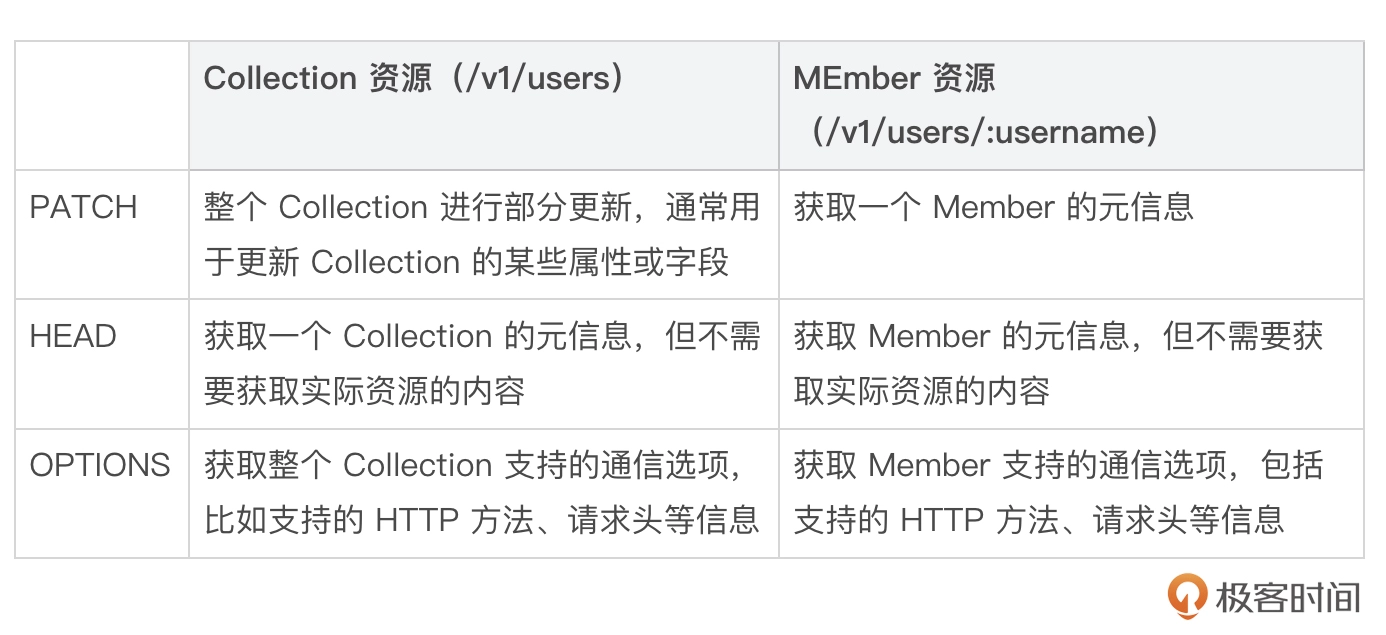 Collection 资源（/v1/users）
MEmber 资源
（/v1/users/:username）
PATCH
整个 Collection 进行部分更新，通常用
于更新 Collection 的某些属性或字段
获取一个 Member 的元信息
HEAD
获取一个 Collection 的元信息，但不需
要获取实际资源的内容
获取 Member 的元信息，但不需要获
取实际资源的内容
OPTIONS
获取整个 Collection 支持的通信选项，
比如支持的 HTTP 方法、请求头等信息
获取 Member 支持的通信选项，包括
支持的 HTTP 方法、请求头等信息
极客时间